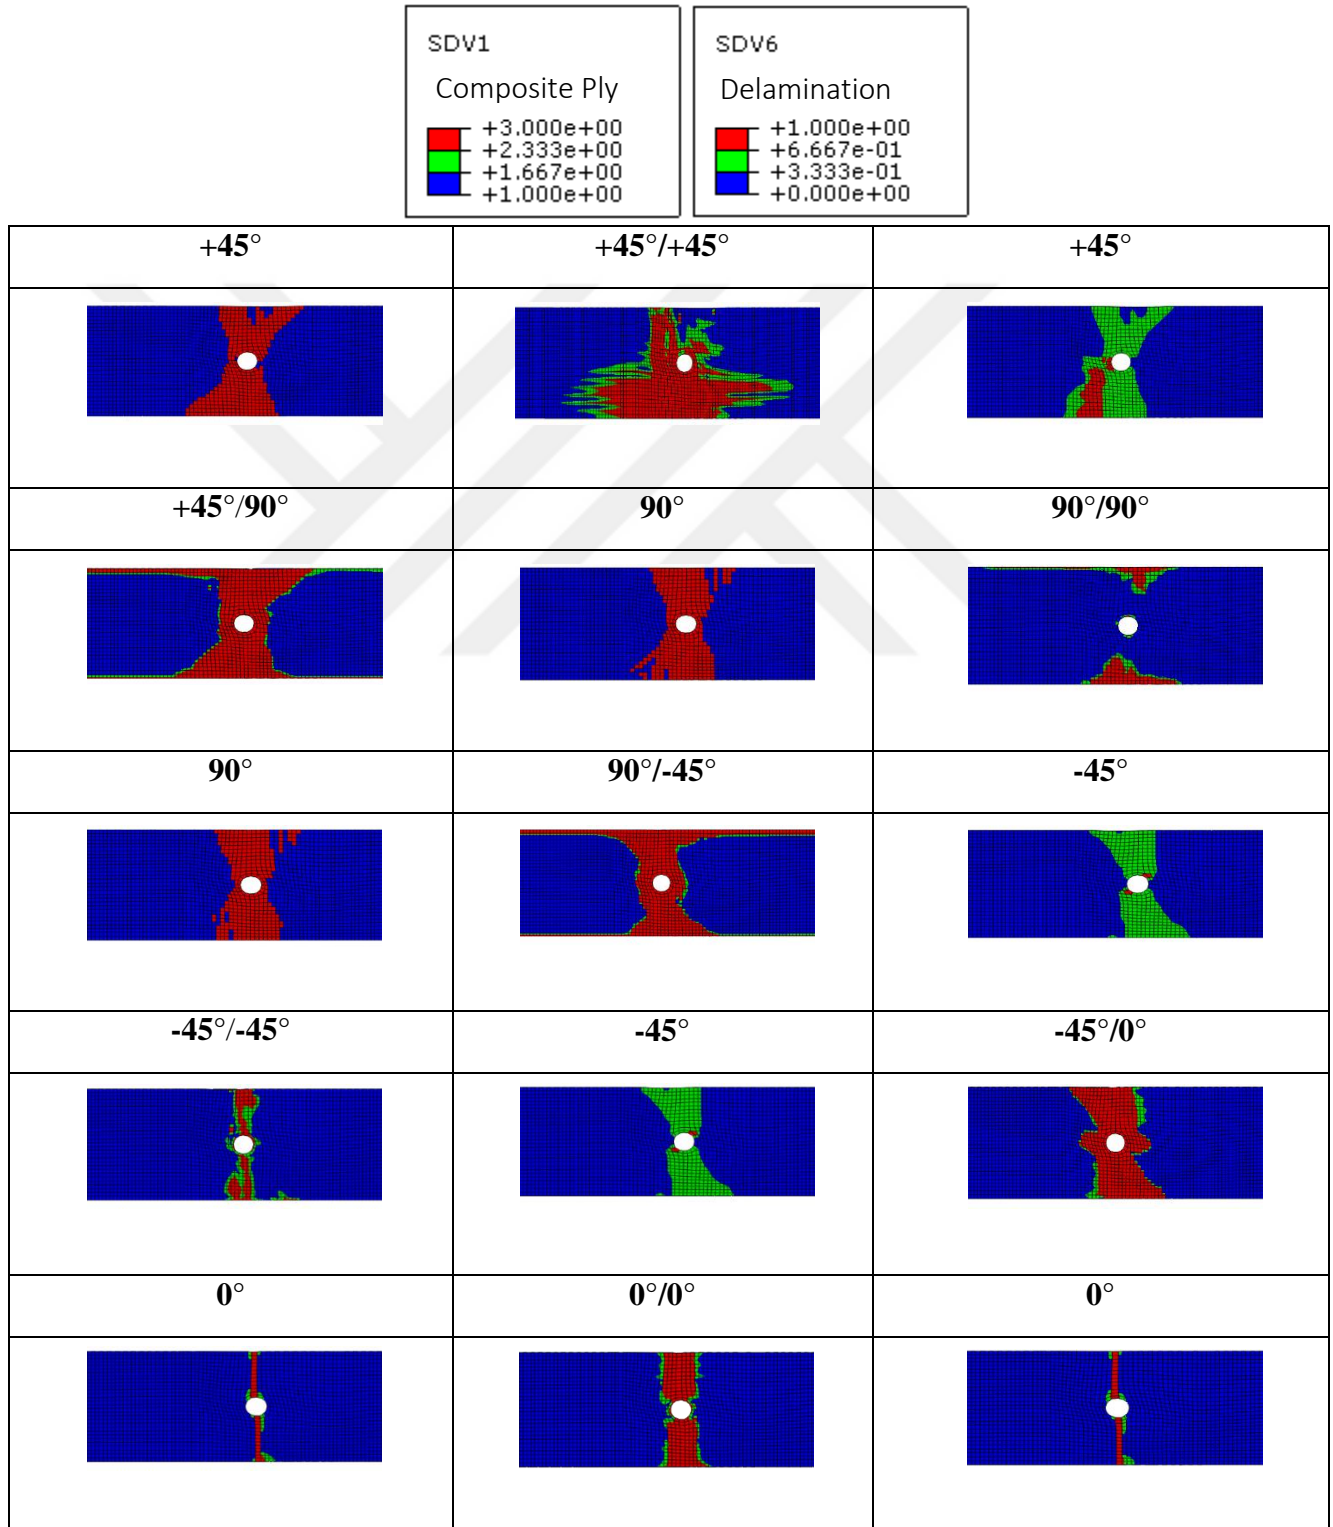 SDV1
Composite Ply
+3.000e+00
+2.333e+00
+1.667e+00
+1.000e+00
SDV6
Delamination
+1.000e+00
+6.667e-01
+3.333e-01
+0.000e+00
+45°
+45°/+45°
+45°
+45°/90°
90°
90°/90°
90°
90°/-45°
-45°
-45°/-45°
-45°
-45°/0°
0°
0°/0°
0°